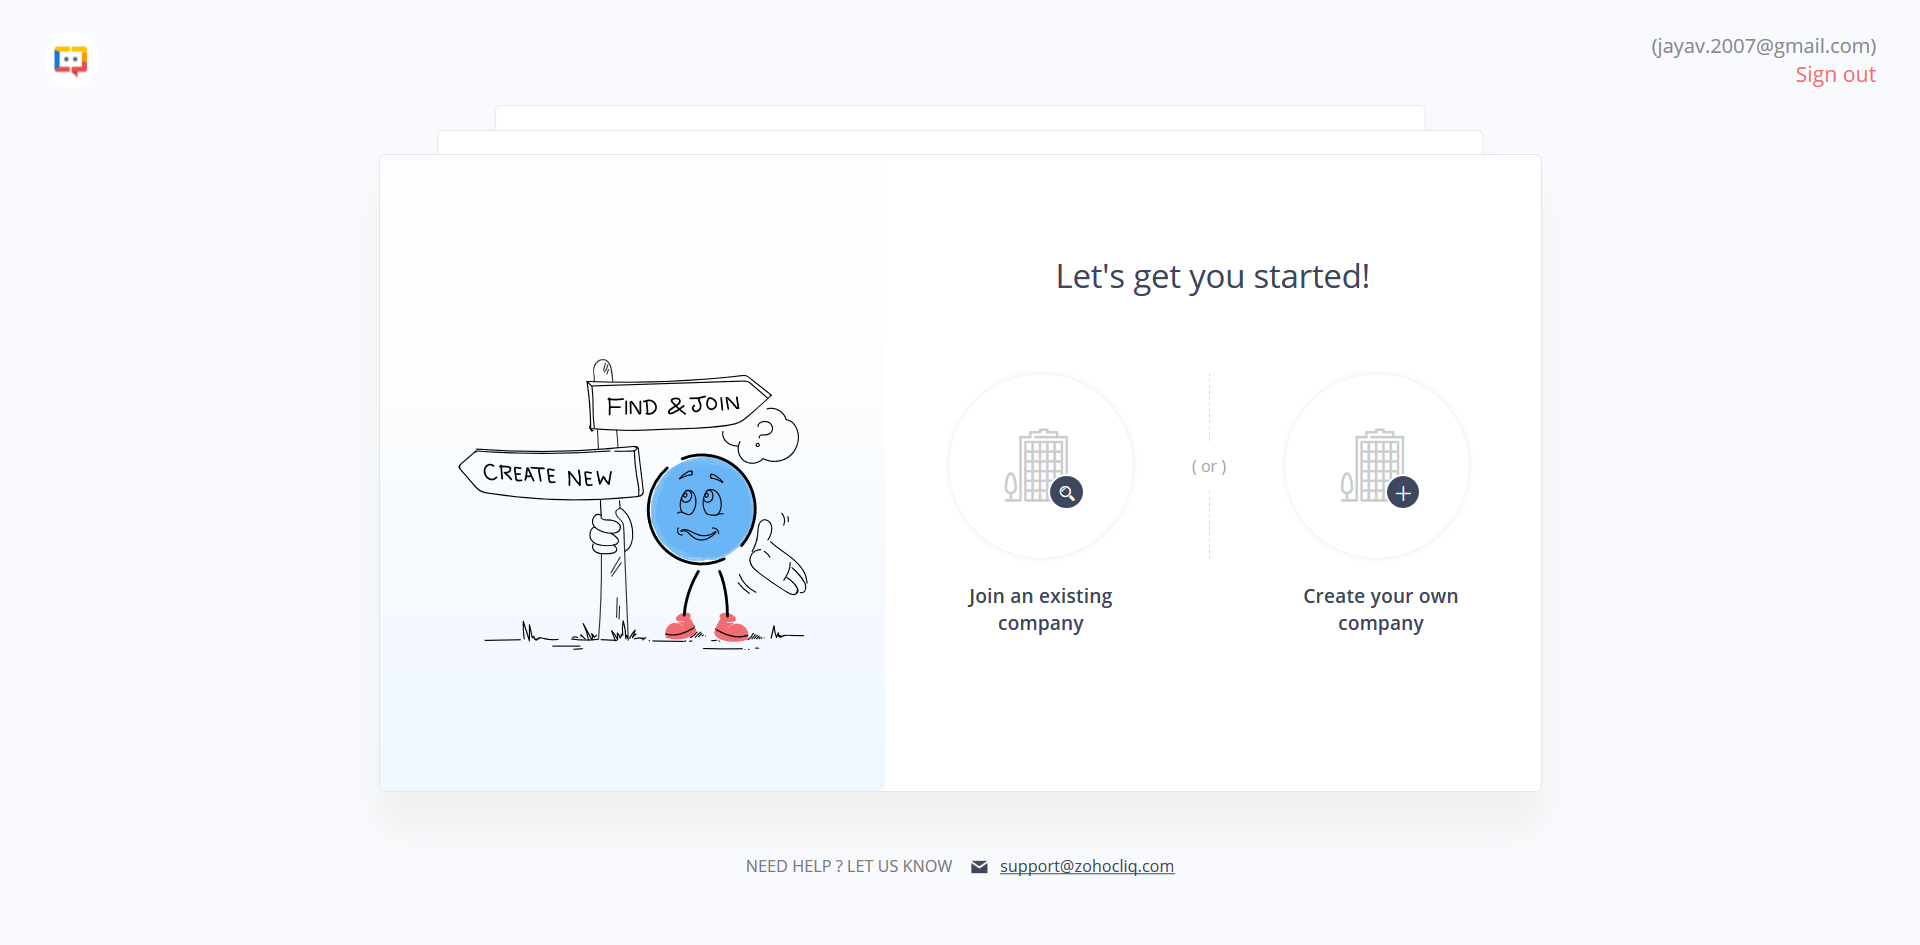 (jayav.2007@gmail.com)
Sign out
Let's get you started!
FIND & JOIN
?
CREATE NEW
( or )
Join an existing
company
Create your own
company
NEED HELP ? LET US KNOW support@zohocliq.com